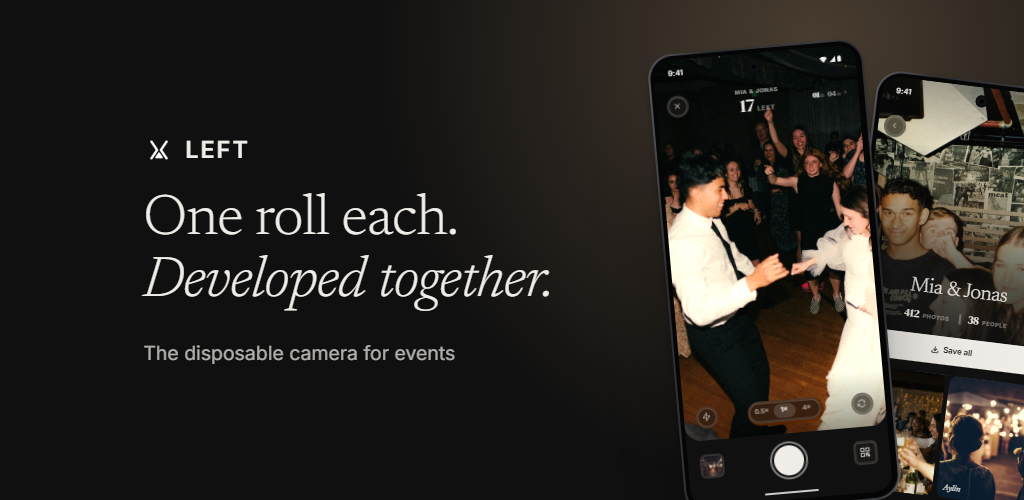 LEFT
One roll each.
Developed together.
The disposable camera for events
9:41
MIA & JONAS
17 LEFT
0.5×
1×
4×
9:41
Mia & Jonas
412 PHOTOS
38 PEOPLE
Save all
Aylin